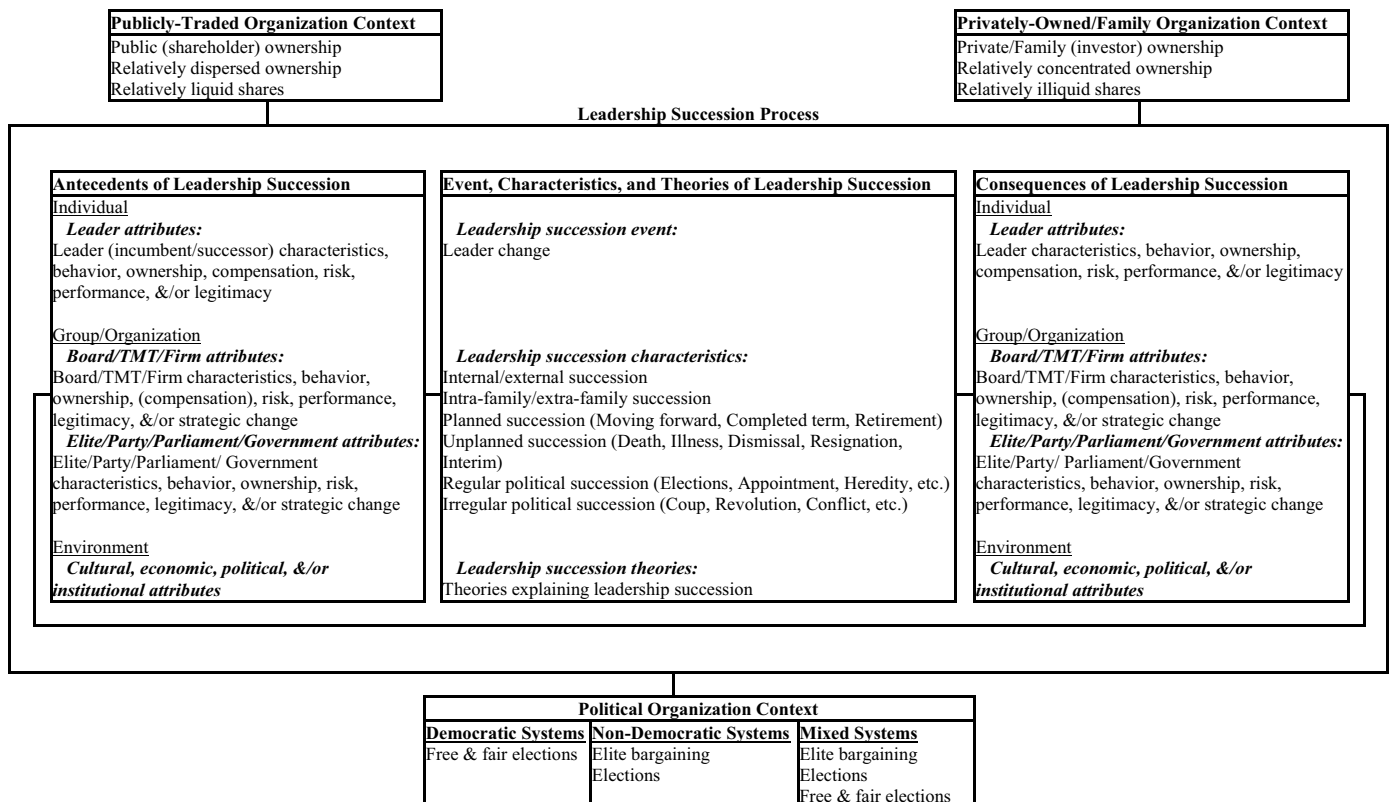 Publicly-Traded Organization Context
Public (shareholder) ownership
Relatively dispersed ownership
Relatively liquid shares
Privately-Owned/Family Organization Context
Private/Family (investor) ownership
Relatively concentrated ownership
Relatively illiquid shares
Leadership Succession Process
Antecedents of Leadership Succession
Individual
Leader attributes:
Leader (incumbent/successor) characteristics,
behavior, ownership, compensation, risk,
performance, &/or legitimacy
Group/Organization
Board/TMT/Firm attributes:
Board/TMT/Firm characteristics, behavior,
ownership, (compensation), risk, performance,
legitimacy, &/or strategic change
Elite/Party/Parliament/Government attributes:
Elite/Party/Parliament/ Government
characteristics, behavior, ownership, risk,
performance, legitimacy, &/or strategic change
Environment
Cultural, economic, political, &/or
institutional attributes
Event, Characteristics, and Theories of Leadership Succession
Leadership succession event:
Leader change
Leadership succession characteristics:
Internal/external succession
Intra-family/extra-family succession
Planned succession (Moving forward, Completed term, Retirement)
Unplanned succession (Death, Illness, Dismissal, Resignation,
Interim)
Regular political succession (Elections, Appointment, Heredity, etc.)
Irregular political succession (Coup, Revolution, Conflict, etc.)
Leadership succession theories:
Theories explaining leadership succession
Consequences of Leadership Succession
Individual
Leader attributes:
Leader characteristics, behavior, ownership,
compensation, risk, performance, &/or legitimacy
Group/Organization
Board/TMT/Firm attributes:
Board/TMT/Firm characteristics, behavior,
ownership, (compensation), risk, performance,
legitimacy, &/or strategic change
Elite/Party/Parliament/Government attributes:
Elite/Party/ Parliament/Government
characteristics, behavior, ownership, risk,
performance, legitimacy, &/or strategic change
Environment
Cultural, economic, political, &/or
institutional attributes
Political Organization Context
Democratic Systems
Free & fair elections
Non-Democratic Systems
Elite bargaining
Elections
Mixed Systems
Elite bargaining
Elections
Free & fair elections